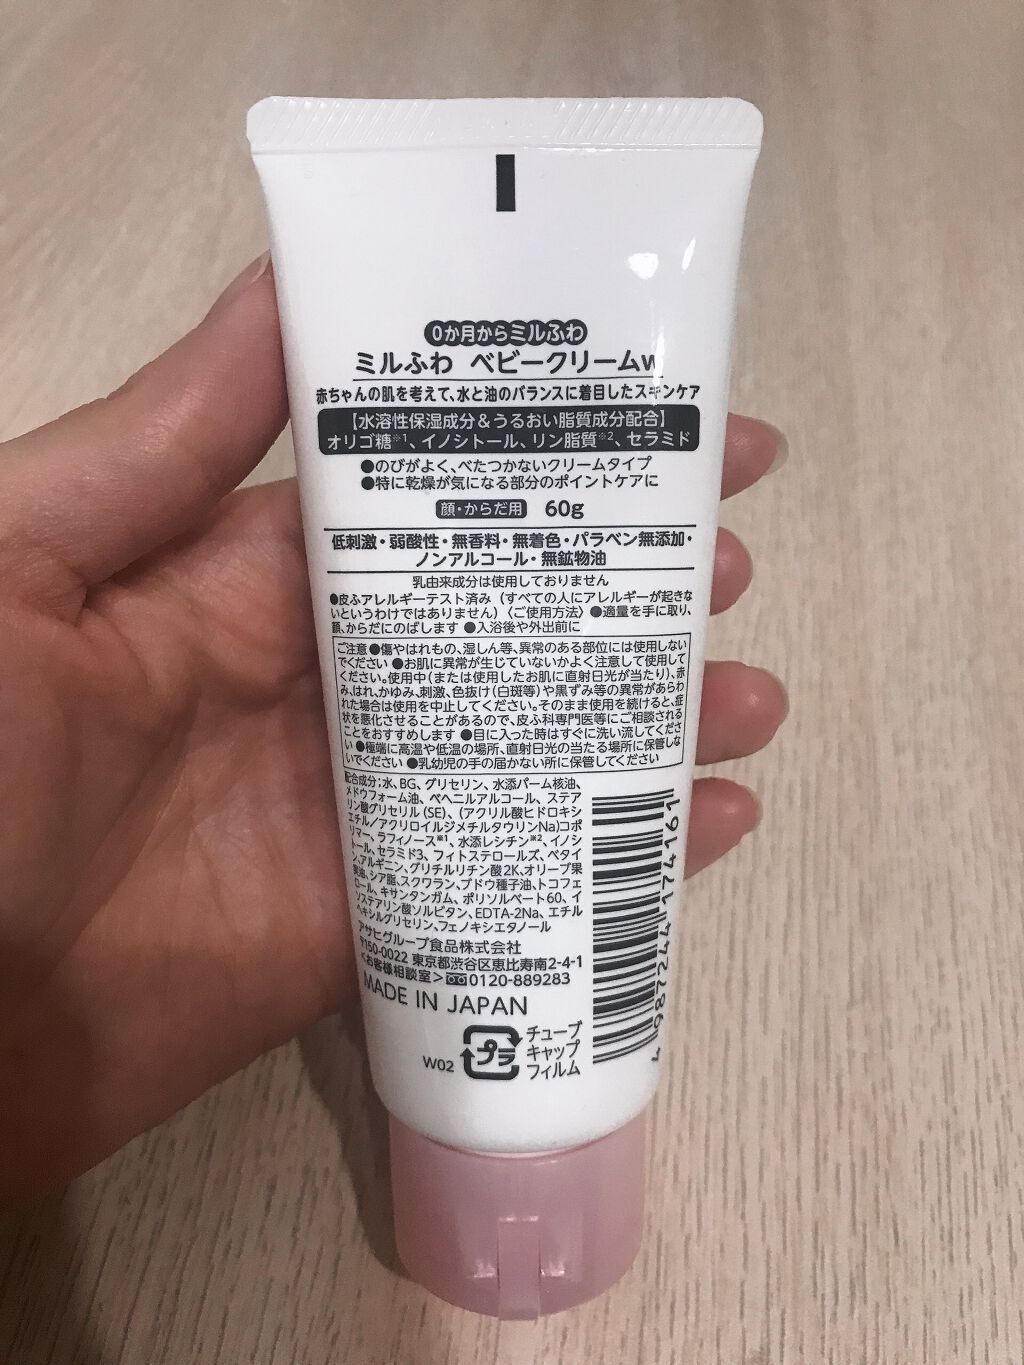 0か月からミルふわ
ミルふわ ベビークリームw
赤ちゃんの肌を考えて、水と油のバランスに着目したスキンケア
【水溶性保湿成分＆うるおい脂質成分配合】
オリゴ糖※1、イノシトール、リン脂質※2、セラミド
●のびがよく、べたつかないクリームタイプ
●特に乾燥が気になる部分のポイントケアに
顔・からだ用 60g
低刺激・弱酸性・無香料・無着色・パラベン無添加・
ノンアルコール・無鉱物油
乳由来成分は使用しておりません
●皮ふアレルギーテスト済み（すべての人にアレルギーが起きな
いというわけではありません）〈ご使用方法〉●適量を手に取り、
顔、からだにのばします ●入浴後や外出前に
ご注意 ●傷やはれもの、湿しん等、異常のある部位には使用しない
でください ●お肌に異常が生じていないかよく注意して使用して
ください。使用中（または使用したお肌に直射日光が当たり）、赤
み、はれ、かゆみ、刺激、色抜け（白斑等）や黒ずみ等の異常があらわ
れた場合は使用を中止してください。そのまま使用を続けると、症
状を悪化させることがあるので、皮ふ科専門医等にご相談される
ことをおすすめします ●目に入った時はすぐに洗い流してくださ
い ●極端に高温や低温の場所、直射日光の当たる場所に保管しな
いでください ●乳幼児の手の届かない所に保管してください
配合成分:水、BG、グリセリン、水添パーム核油、
メドウフォーム油、ベヘニルアルコール、ステア
リン酸グリセリル(SE)、(アクリル酸ヒドロキシ
エチル／アクリロイルジメチルタウリンNa)コポ
リマー、ラフィノース※1、水添レシチン※2、イノシ
トール、セラミド3、フィトステロールズ、ベタイ
ン、アルギニン、グリチルリチン酸2K、オリーブ果
実油、シア脂、スクワラン、ブドウ種子油、トコフェ
ロール、キサンタンガム、ポリソルベート60、イ
ソステアリン酸ソルビタン、EDTA-2Na、エチル
ヘキシルグリセリン、フェノキシエタノール
アサヒグループ食品株式会社
〒150-0022 東京都渋谷区恵比寿南2-4-1
<お客様相談室> 0120-889283
MADE IN JAPAN
W02
プラ
チューブ
キャップ
フィルム
4 987244 174161